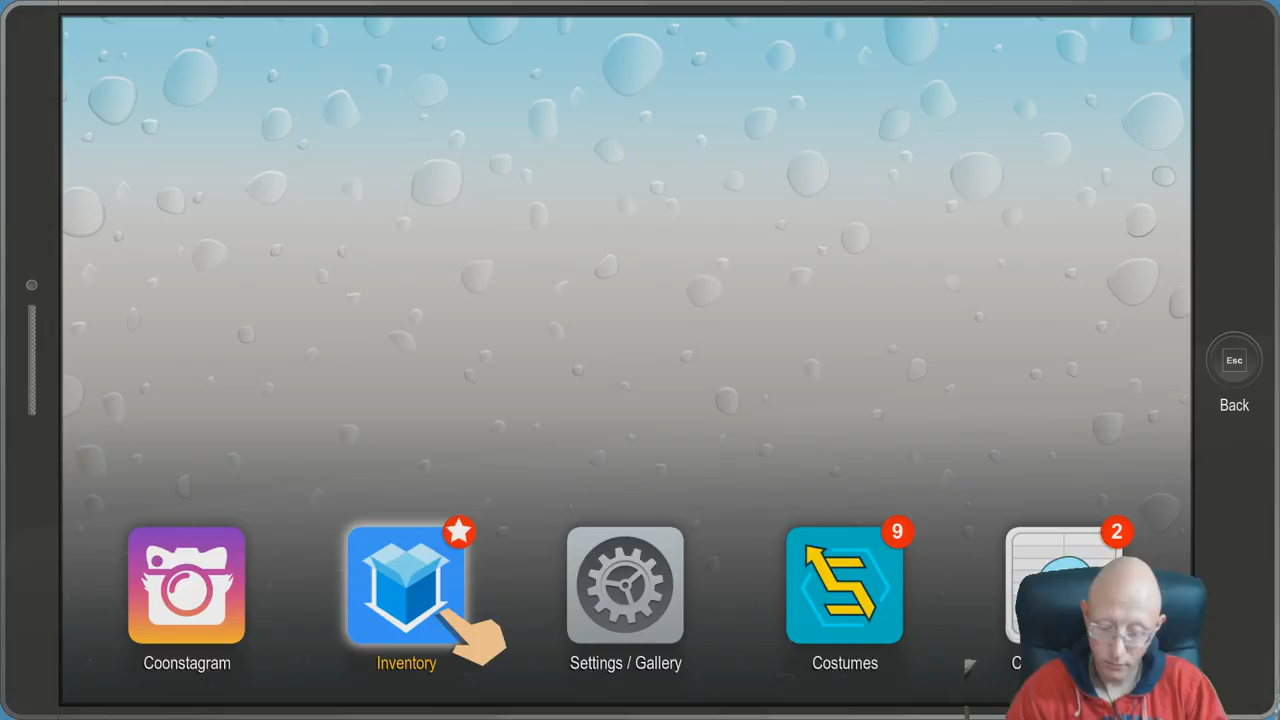 Esc
Back
9
2
Coonstagram
Inventory
Settings / Gallery
Costumes